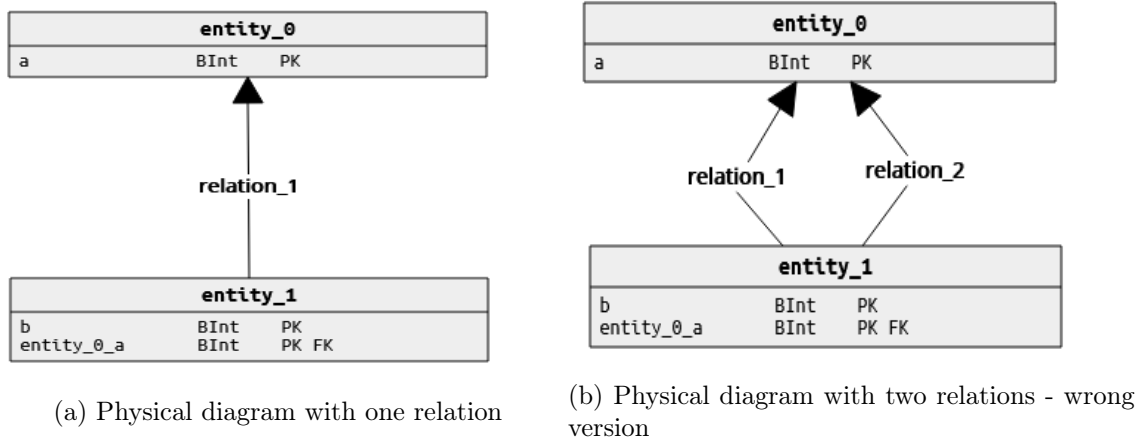 entity_0
a BInt PK
relation_1
entity_1
b BInt PK
entity_0_a BInt PK FK
(a) Physical diagram with one relation
entity_0
a BInt PK
relation_1 relation_2
entity_1
b BInt PK
entity_0_a BInt PK FK
(b) Physical diagram with two relations - wrong
version